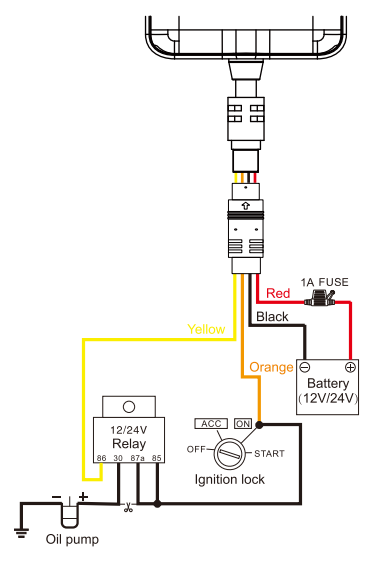 1A FUSE
Red
Black
Yellow
Orange
Battery
(12V/24V)
12/24V
Relay
86 30 87a 85
ACC ON
OFF START
Ignition lock
Oil pump